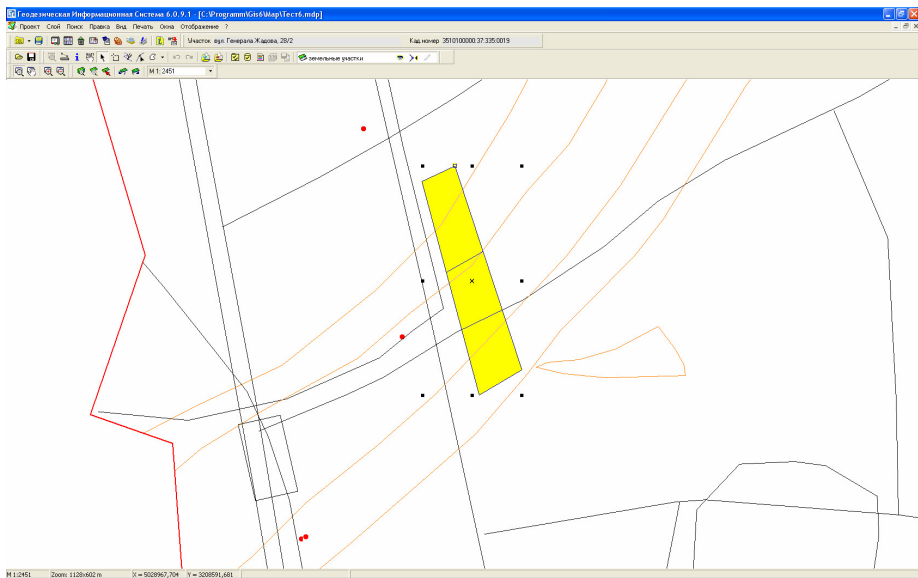 Геодезическая Информационная Система 6.0.9.1 - [C:\Programm\Gis6\Map\Тест6.mdp]
Проект Слой Поиск Правка Вид Печать Окна Отображение ?
Участок вул. Генерала Жадова, 28/2 Кад.номер 3510100000:37:335:0019
земельные участки
М 1: 2451
М 1:2451 Zoom: 1128x602 m X = 5028967,704 Y = 3208591,681